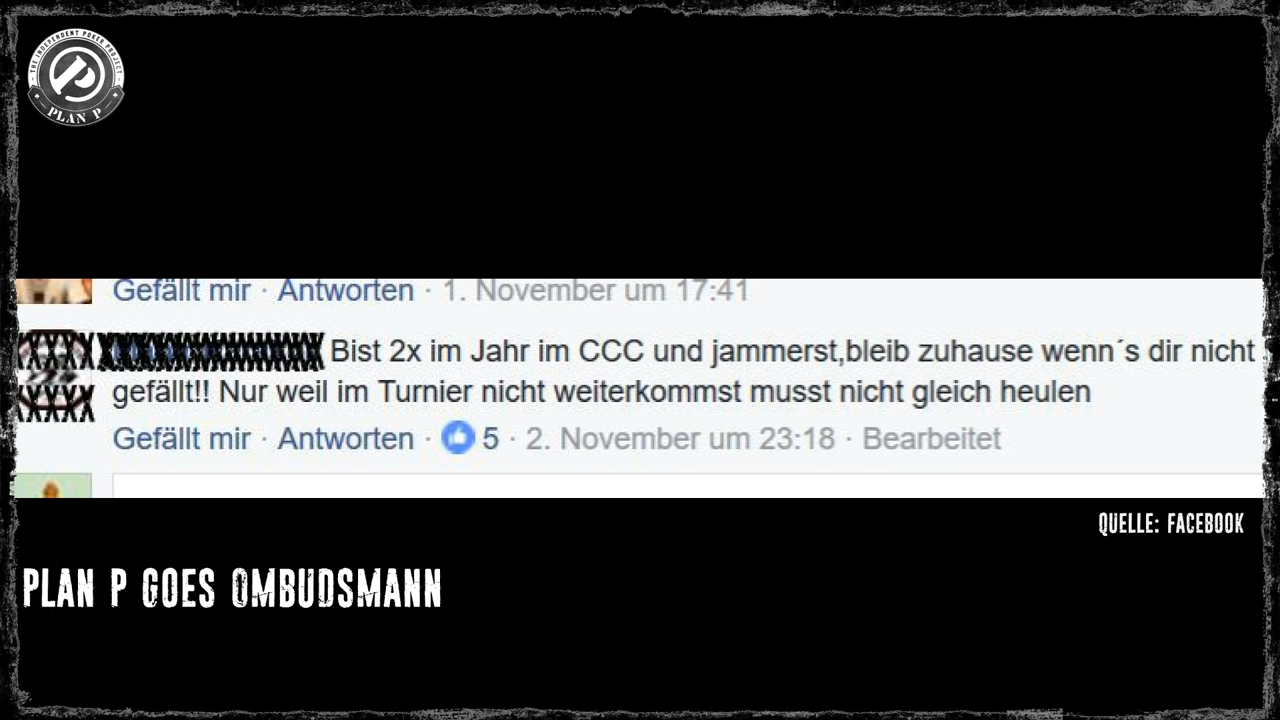 THE INDEPENDENT POKER PROJECT
PLAN P
Gefällt mir · Antworten · 1. November um 17:41
Bist 2x im Jahr im CCC und jammerst,bleib zuhause wenn´s dir nicht
gefällt!! Nur weil im Turnier nicht weiterkommst musst nicht gleich heulen
Gefällt mir · Antworten · 5 · 2. November um 23:18 · Bearbeitet
QUELLE: FACEBOOK
PLAN P GOES OMBUDSMANN